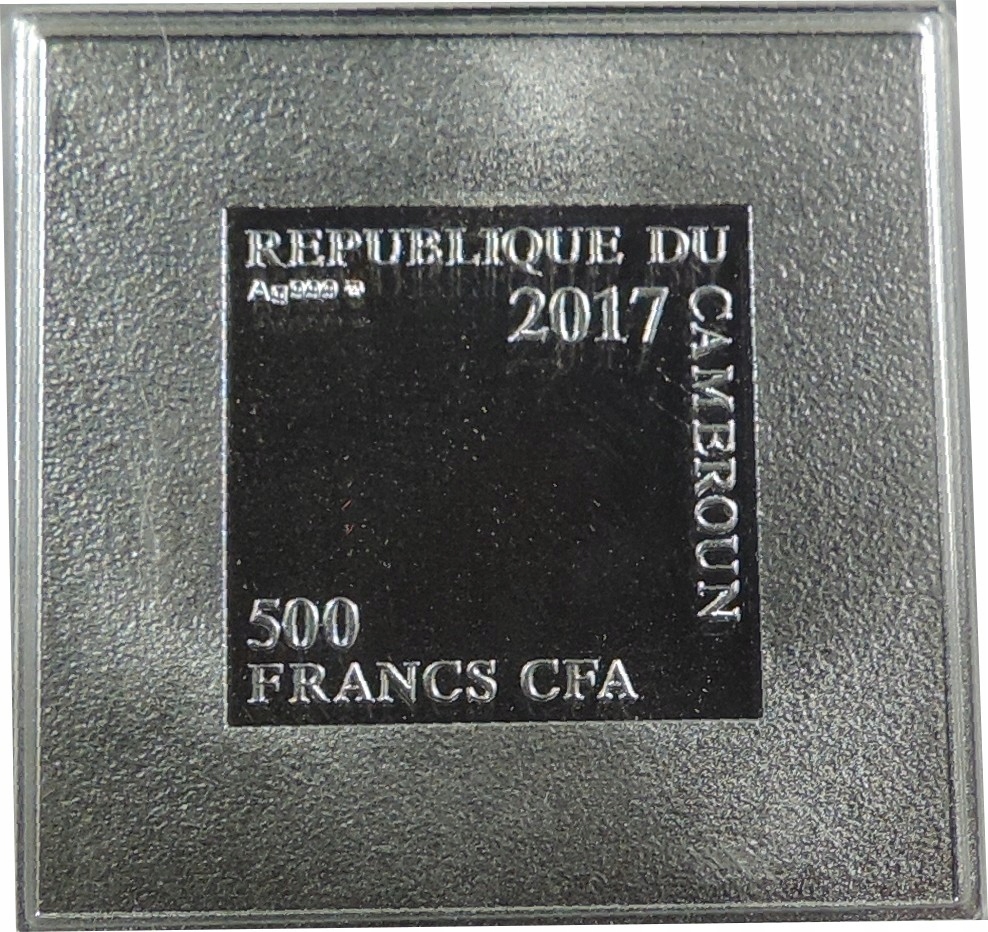 REPUBLIQUE DU
CAMEROUN
Ag999
2017
500
FRANCS CFA